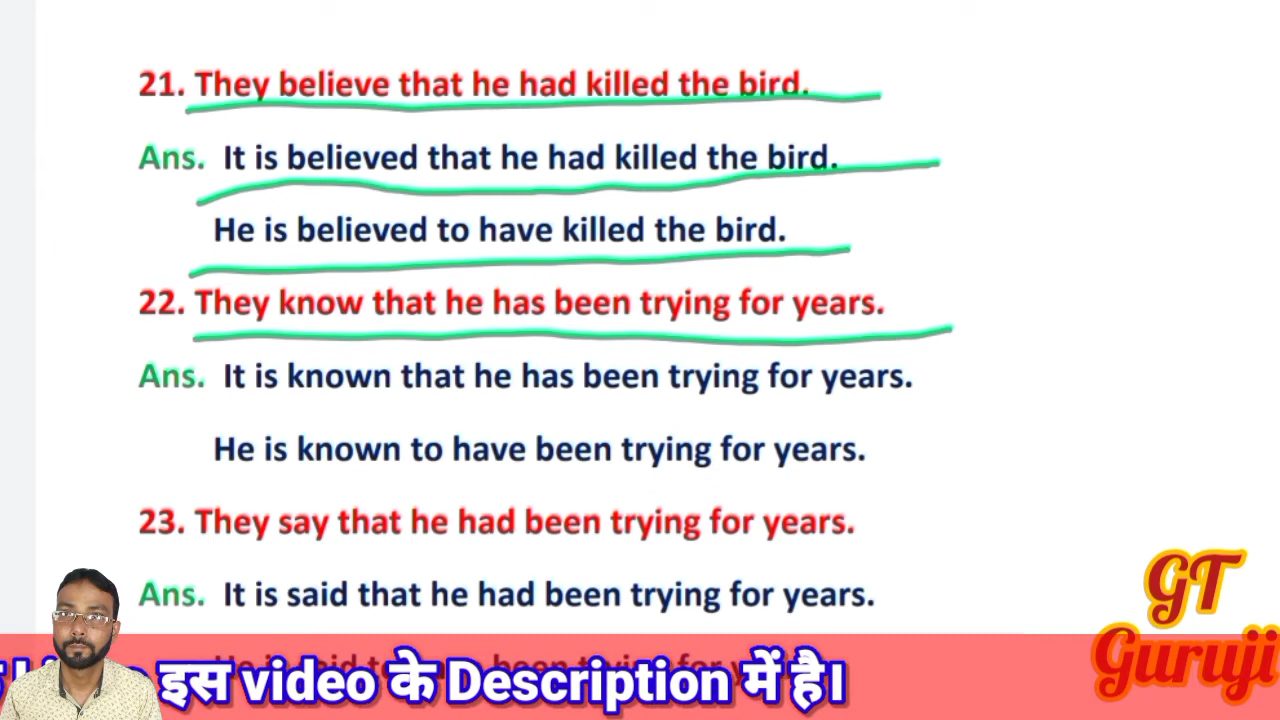 21. They believe that he had killed the bird.
Ans. It is believed that he had killed the bird.
He is believed to have killed the bird.
22. They know that he has been trying for years.
Ans. It is known that he has been trying for years.
He is known to have been trying for years.
23. They say that he had been trying for years.
Ans. It is said that he had been trying for years.
इस video के Description में है।
GT
Guruji